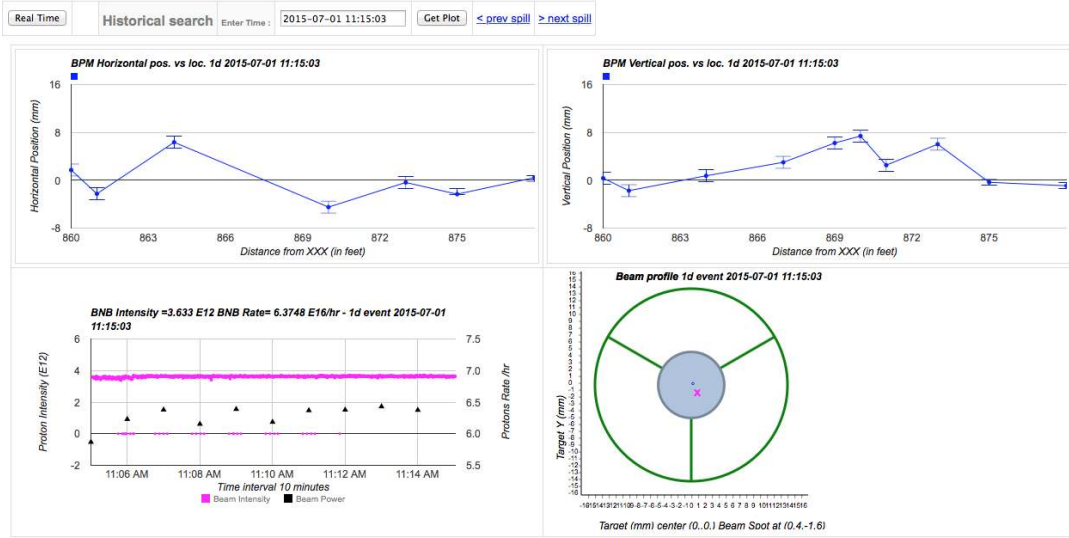 Real Time Historical search Enter Time : 2015-07-01 11:15:03 Get Plot < prev spill > next spill
BPM Horizontal pos. vs loc. 1d 2015-07-01 11:15:03
16
8
0
-8
Horizontal Position (mm)
860 863 866 869 872 875
Distance from XXX (in feet)
BPM Vertical pos. vs loc. 1d 2015-07-01 11:15:03
16
8
0
-8
Vertical Position (mm)
860 863 866 869 872 875
Distance from XXX (in feet)
BNB Intensity =3.633 E12 BNB Rate= 6.3748 E16/hr - 1d event 2015-07-01
11:15:03
6 7.5
4 7.0
2 6.5
0 6.0
-2 5.5
Proton Intensity (E12)
Protons Rate /hr
11:06 AM 11:08 AM 11:10 AM 11:12 AM 11:14 AM
Time interval 10 minutes
Beam Intensity Beam Power
Beam profile 1d event 2015-07-01 11:15:03
Target Y (mm)
Target (mm) center (0..0.) Beam Spot at (0.4.-1.6)